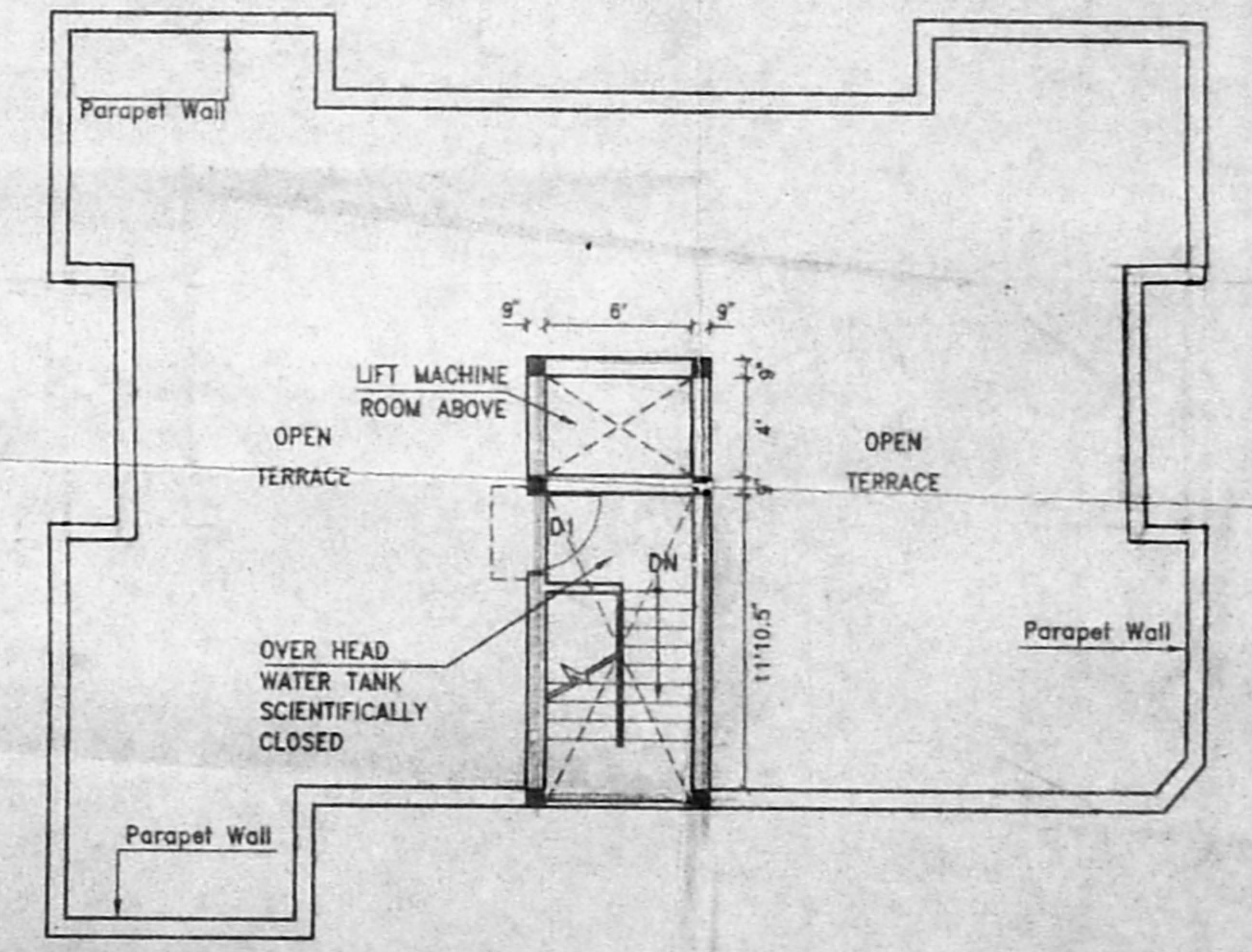 Parapet Wall
9"
6'
9"
LIFT MACHINE
ROOM ABOVE
9"
4'
9"
OPEN
TERRACE
OPEN
TERRACE
D1
DN
11'10.5"
OVER HEAD
WATER TANK
SCIENTIFICALLY
CLOSED
Parapet Wall
Parapet Wall